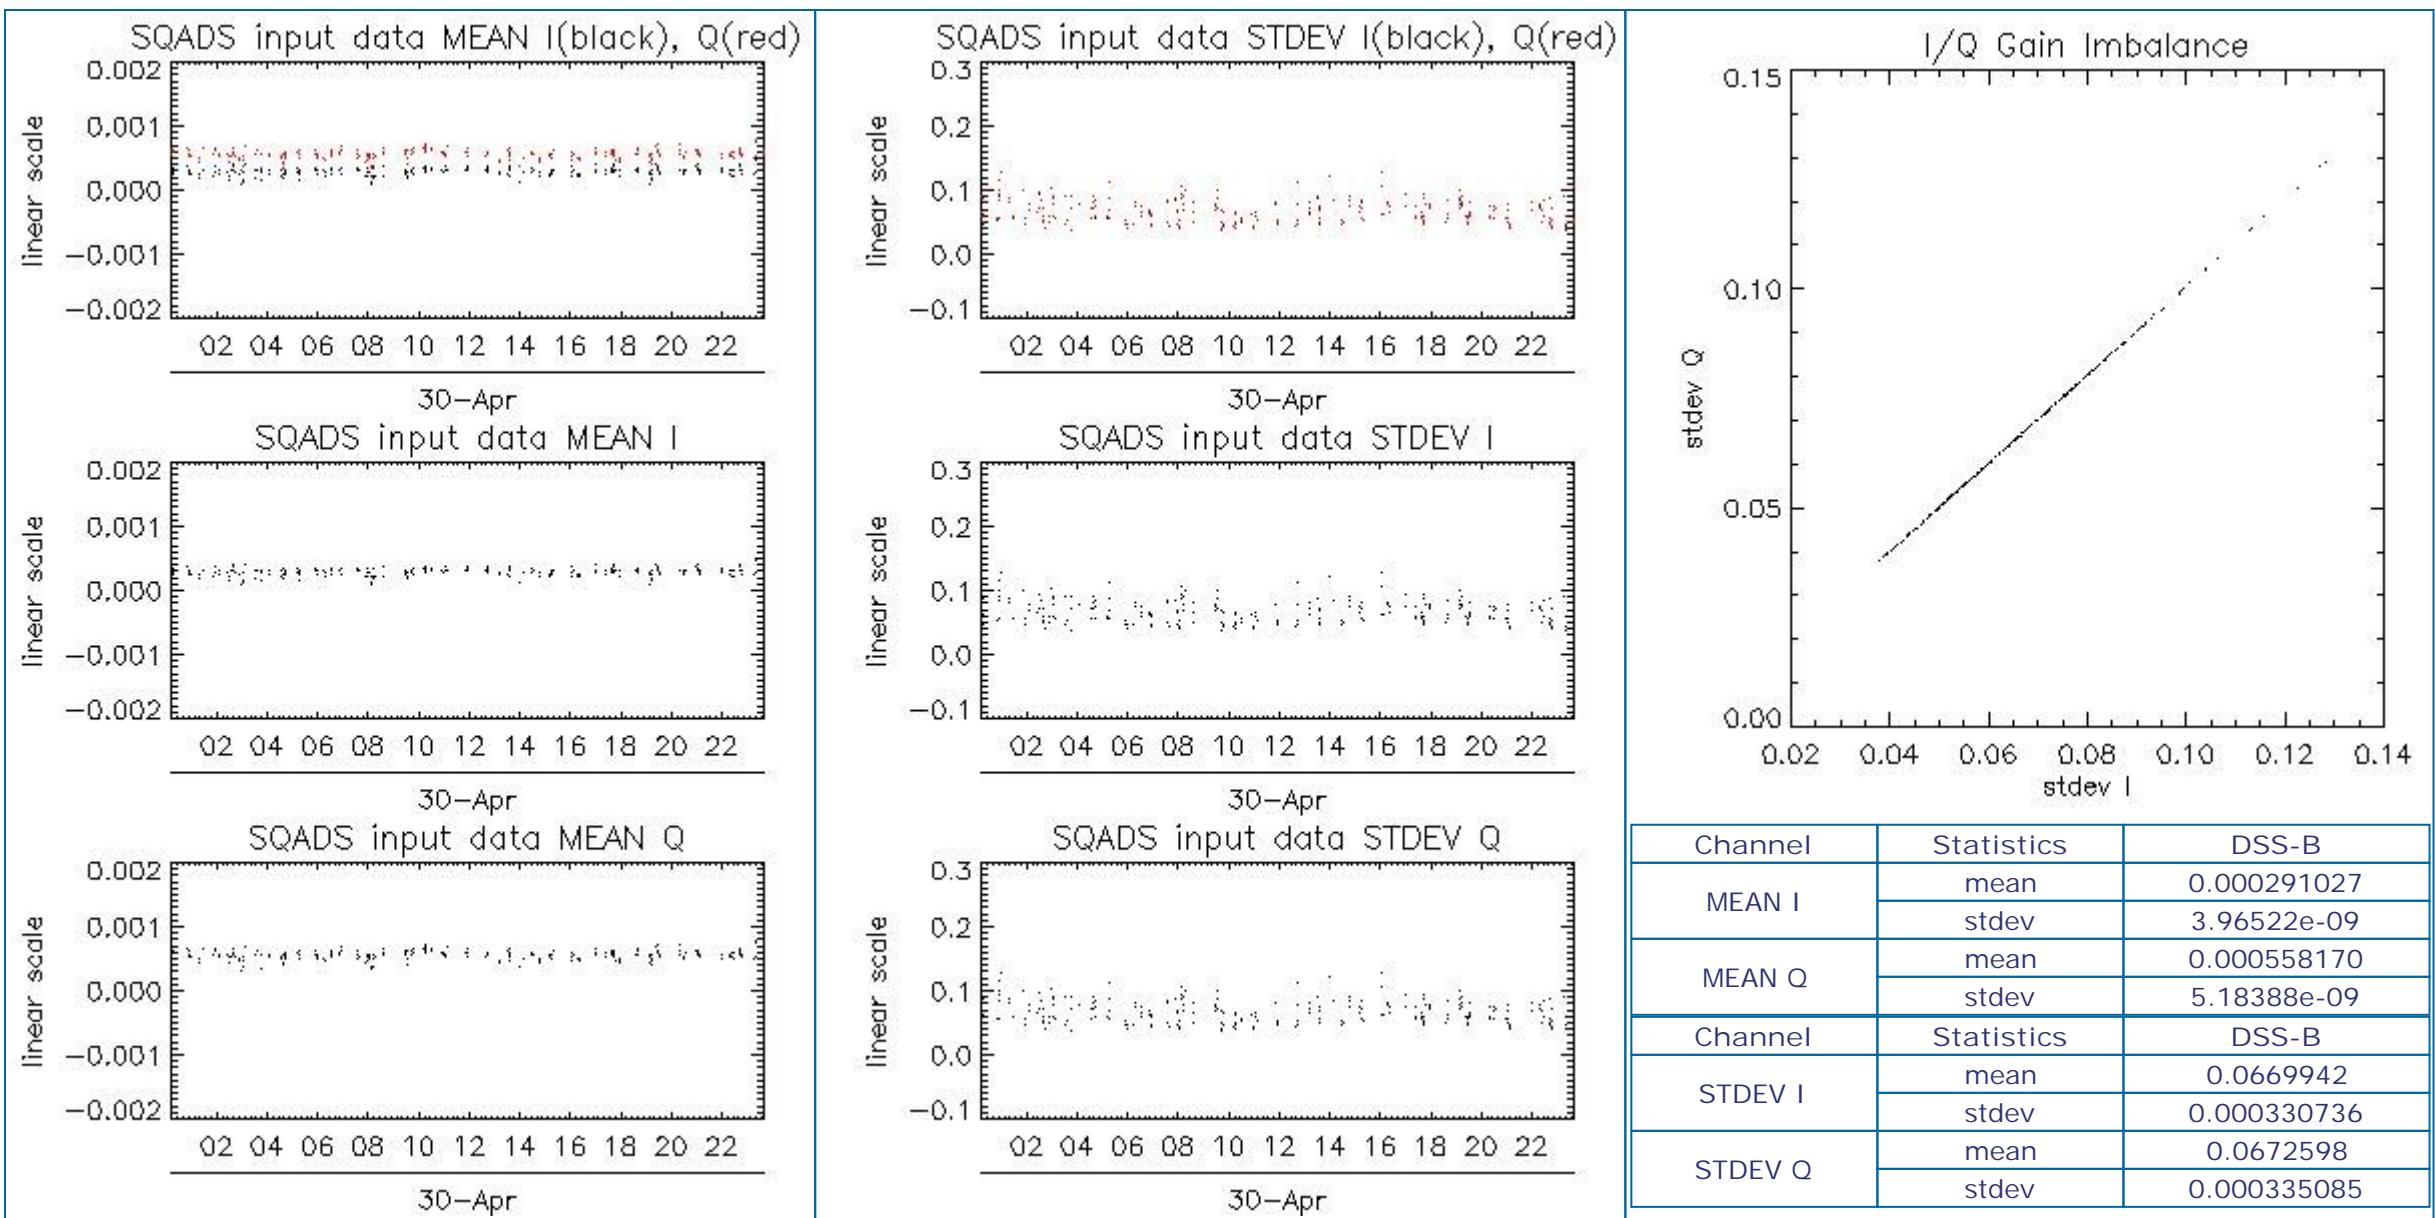 SQADS input data MEAN I(black), Q(red)
linear scale
0.002
0.001
0.000
−0.001
−0.002
02 04 06 08 10 12 14 16 18 20 22
30−Apr
SQADS input data MEAN I
linear scale
0.002
0.001
0.000
−0.001
−0.002
02 04 06 08 10 12 14 16 18 20 22
30−Apr
SQADS input data MEAN Q
linear scale
0.002
0.001
0.000
−0.001
−0.002
02 04 06 08 10 12 14 16 18 20 22
30−Apr
SQADS input data STDEV I(black), Q(red)
linear scale
0.3
0.2
0.1
0.0
−0.1
02 04 06 08 10 12 14 16 18 20 22
30−Apr
SQADS input data STDEV I
linear scale
0.3
0.2
0.1
0.0
−0.1
02 04 06 08 10 12 14 16 18 20 22
30−Apr
SQADS input data STDEV Q
linear scale
0.3
0.2
0.1
0.0
−0.1
02 04 06 08 10 12 14 16 18 20 22
30−Apr
I/Q Gain Imbalance
stdev Q
0.15
0.10
0.05
0.00
0.02 0.04 0.06 0.08 0.10 0.12 0.14
stdev I
Channel Statistics DSS-B
MEAN I mean 0.000291027
stdev 3.96522e-09
MEAN Q mean 0.000558170
stdev 5.18388e-09
Channel Statistics DSS-B
STDEV I mean 0.0669942
stdev 0.000330736
STDEV Q mean 0.0672598
stdev 0.000335085